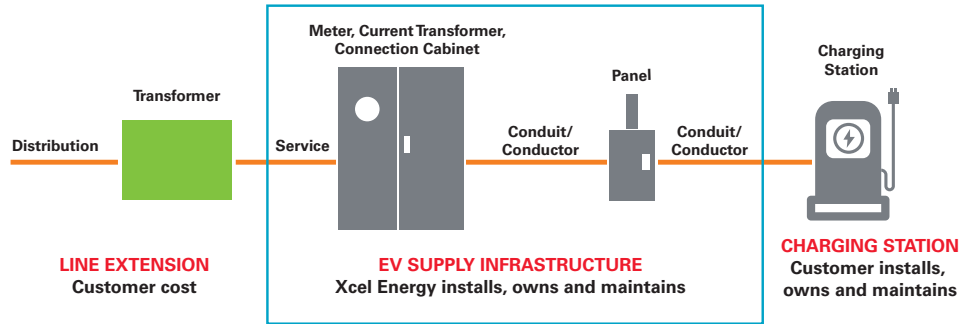 Meter, Current Transformer,
Connection Cabinet
Charging
Station
Panel
Transformer
Distribution
Service
Conduit/
Conductor
Conduit/
Conductor
LINE EXTENSION
Customer cost
EV SUPPLY INFRASTRUCTURE
Xcel Energy installs, owns and maintains
CHARGING STATION
Customer installs,
owns and maintains